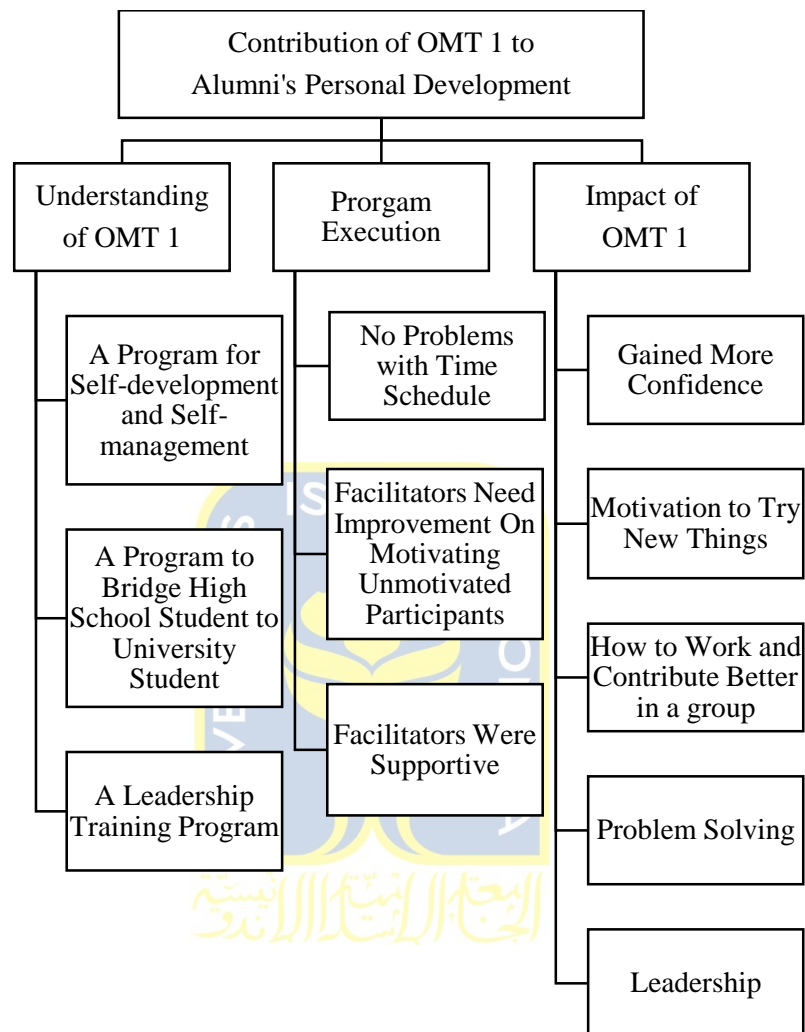 Contribution of OMT 1 to
Alumni's Personal Development
Understanding
of OMT 1
Prorgam
Execution
Impact of
OMT 1
A Program for
Self-development
and Self-
management
A Program to
Bridge High
School Student to
University
Student
A Leadership
Training Program
No Problems
with Time
Schedule
Facilitators Need
Improvement On
Motivating
Unmotivated
Participants
Facilitators Were
Supportive
Gained More
Confidence
Motivation to Try
New Things
How to Work and
Contribute Better
in a group
Problem Solving
Leadership